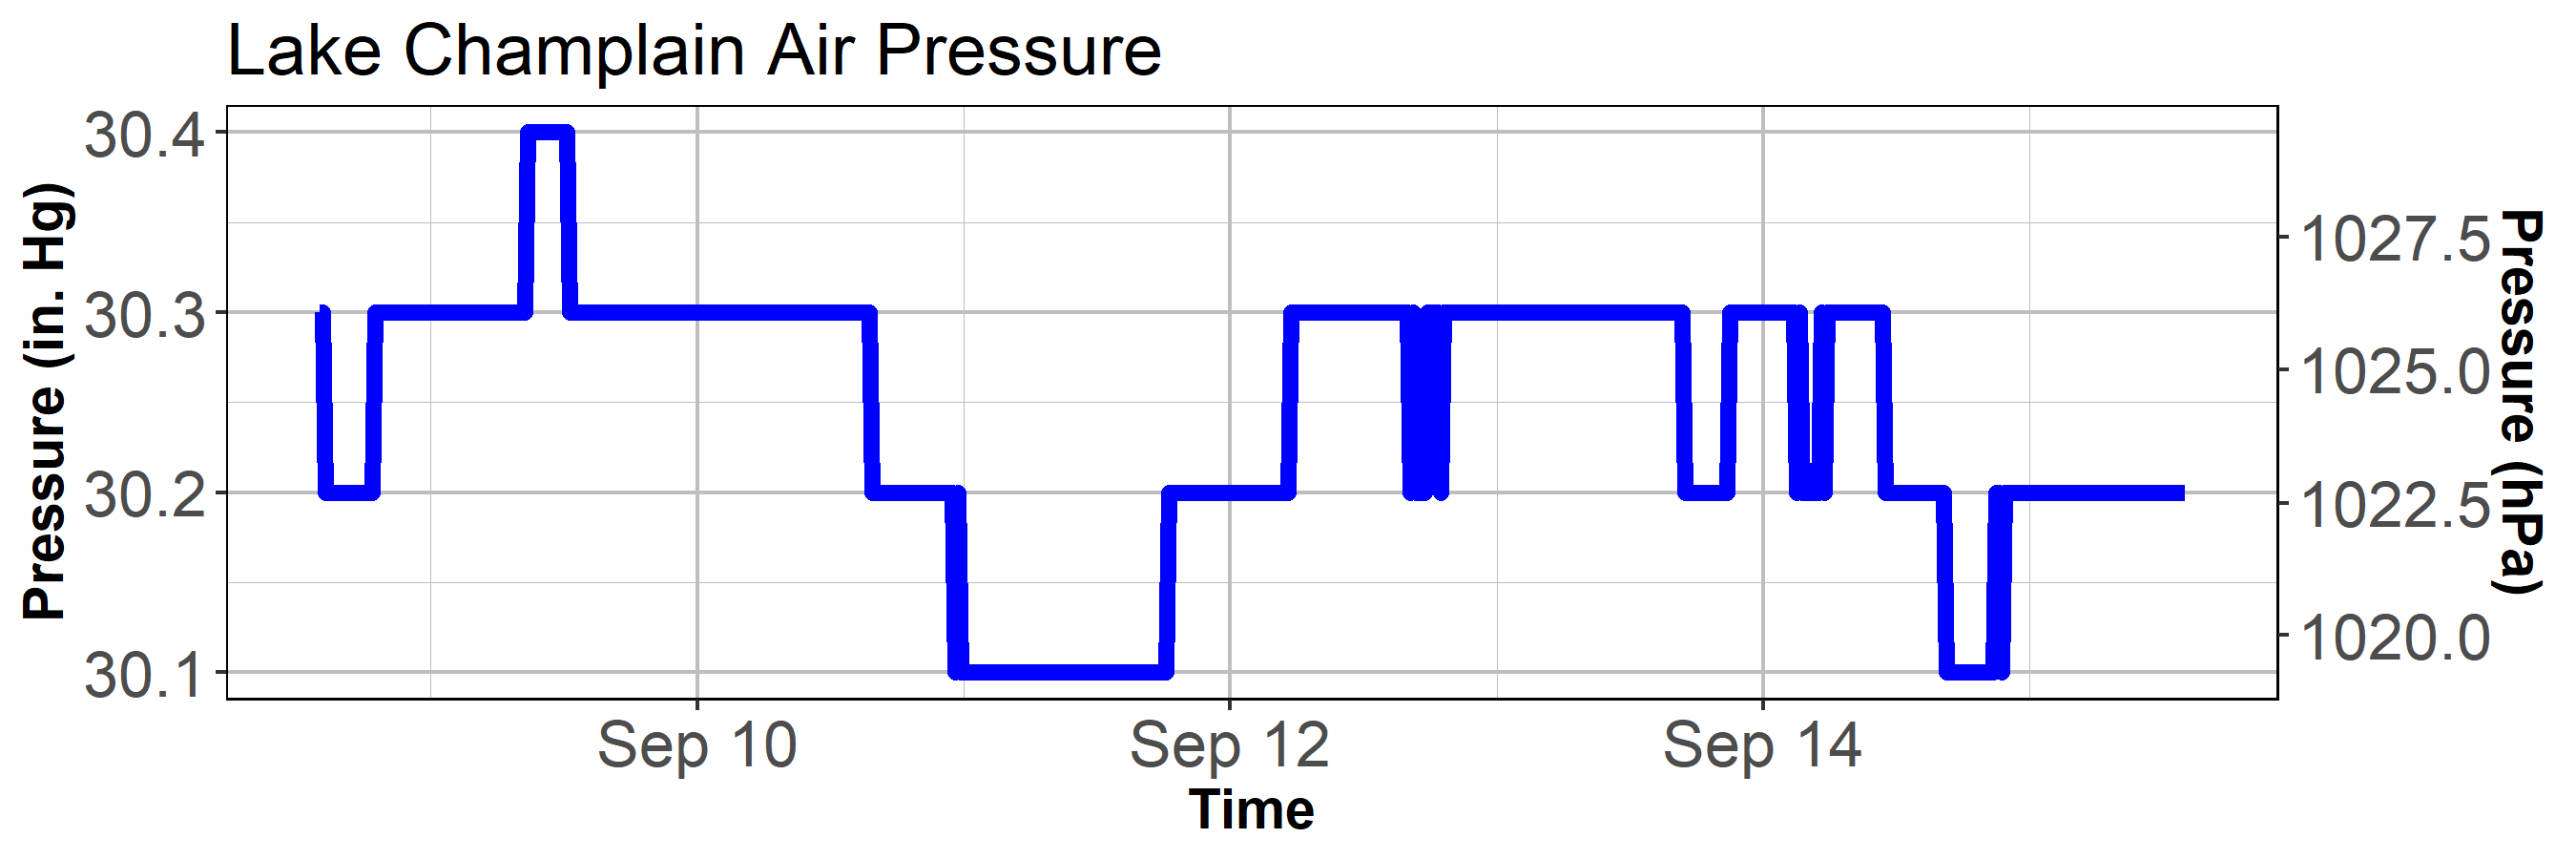 Lake Champlain Air Pressure
Pressure (in. Hg)
30.4
30.3
30.2
30.1
1027.5
1025.0
1022.5
1020.0
Pressure (hPa)
Sep 10
Sep 12
Sep 14
Time